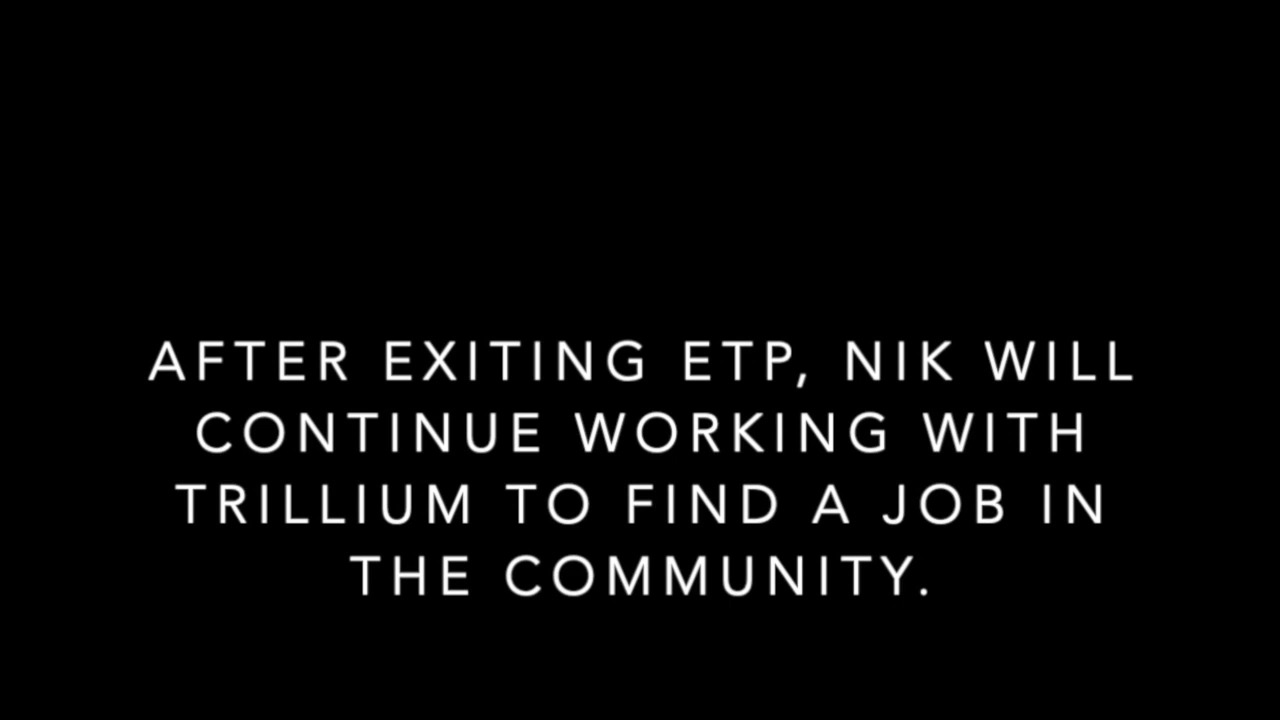 AFTER EXITING ETP, NIK WILL
CONTINUE WORKING WITH
TRILLIUM TO FIND A JOB IN
THE COMMUNITY.